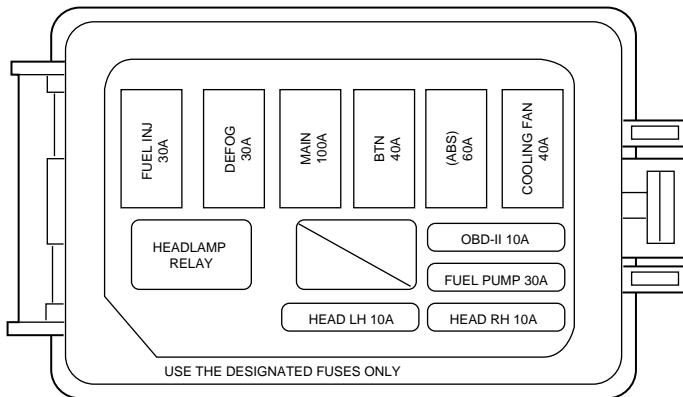 FUEL INJ
30A
DEFOG
30A
MAIN
100A
BTN
40A
(ABS)
60A
COOLING FAN
40A
HEADLAMP
RELAY
OBD-II 10A
FUEL PUMP 30A
HEAD LH 10A
HEAD RH 10A
USE THE DESIGNATED FUSES ONLY